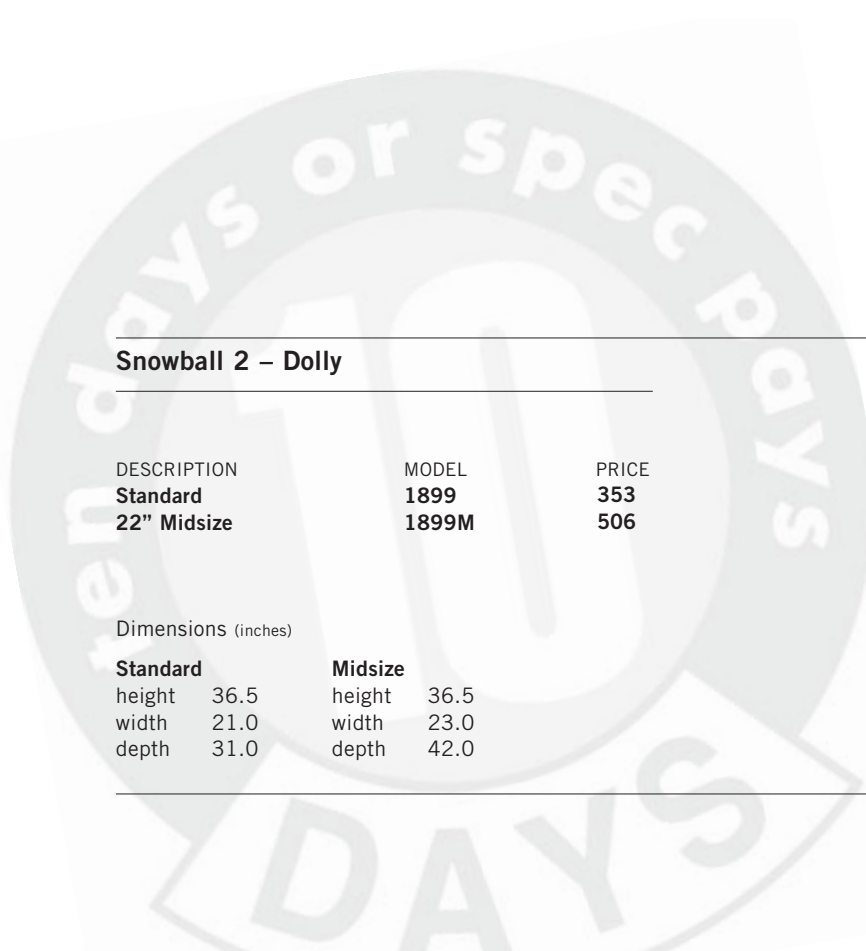 ten days or spec pays
10
DAYS
Snowball 2 – Dolly
DESCRIPTION MODEL PRICE
Standard 1899 353
22” Midsize 1899M 506
Dimensions (inches)
Standard Midsize
height 36.5 height 36.5
width 21.0 width 23.0
depth 31.0 depth 42.0